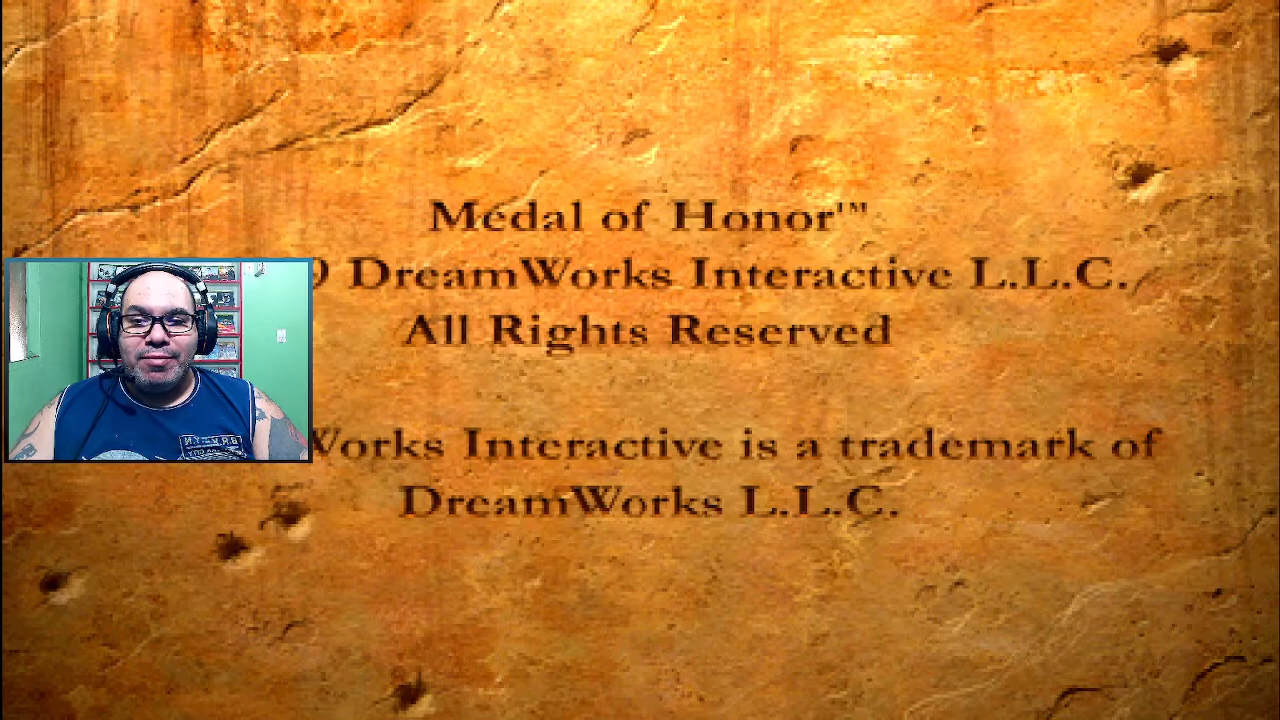 Medal of Honor™
DreamWorks Interactive L.L.C.
All Rights Reserved
Works Interactive is a trademark of
DreamWorks L.L.C.